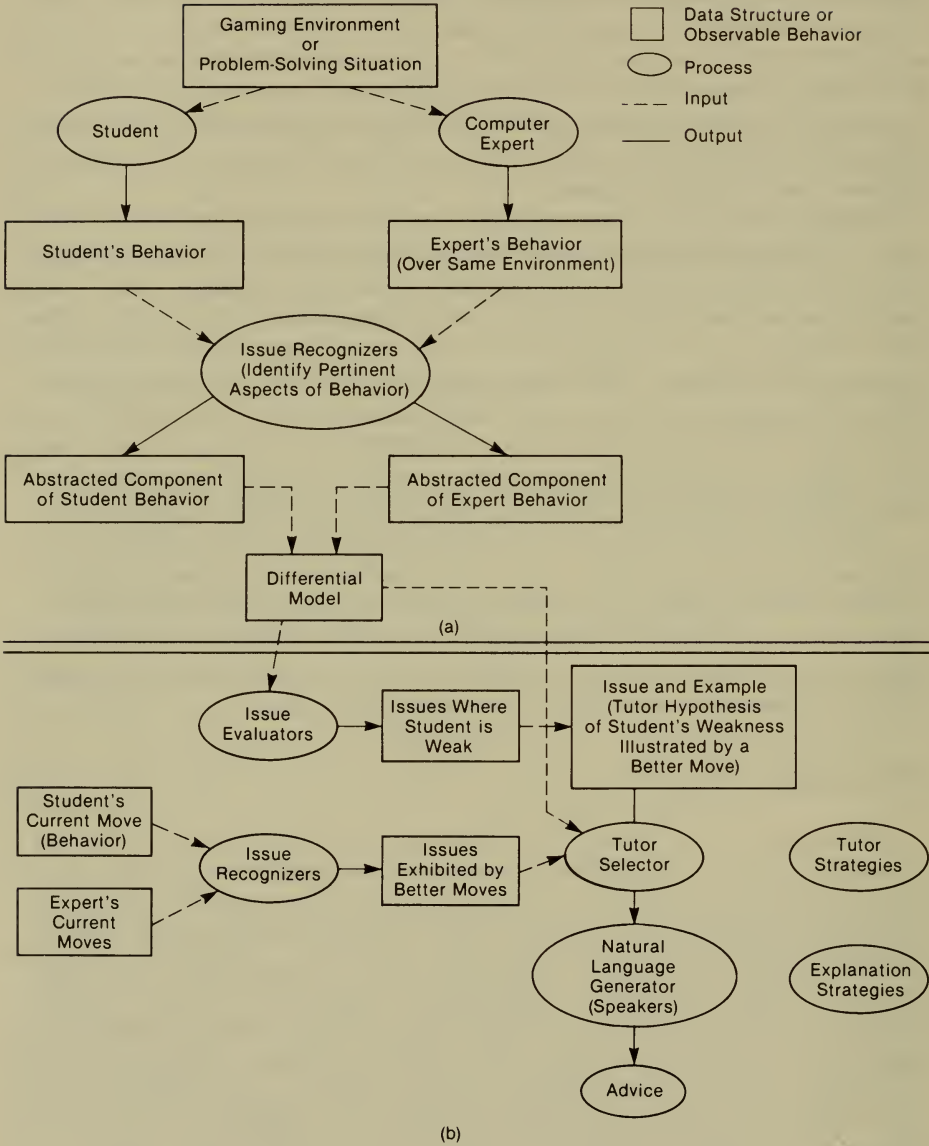 Gaming Environment
or
Problem-Solving Situation
Data Structure or
Observable Behavior
Process
Input
Output
Student
Computer
Expert
Student's Behavior
Expert's Behavior
(Over Same Environment)
Issue Recognizers
(Identify Pertinent
Aspects of Behavior)
Abstracted Component
of Student Behavior
Abstracted Component
of Expert Behavior
Differential
Model
(a)
Issue
Evaluators
Issues Where
Student is
Weak
Issue and Example
(Tutor Hypothesis
of Student's Weakness
Illustrated by a
Better Move)
Student's
Current Move
(Behavior)
Expert's
Current
Moves
Issue
Recognizers
Issues
Exhibited by
Better Moves
Tutor
Selector
Tutor
Strategies
Natural
Language
Generator
(Speakers)
Explanation
Strategies
Advice
(b)